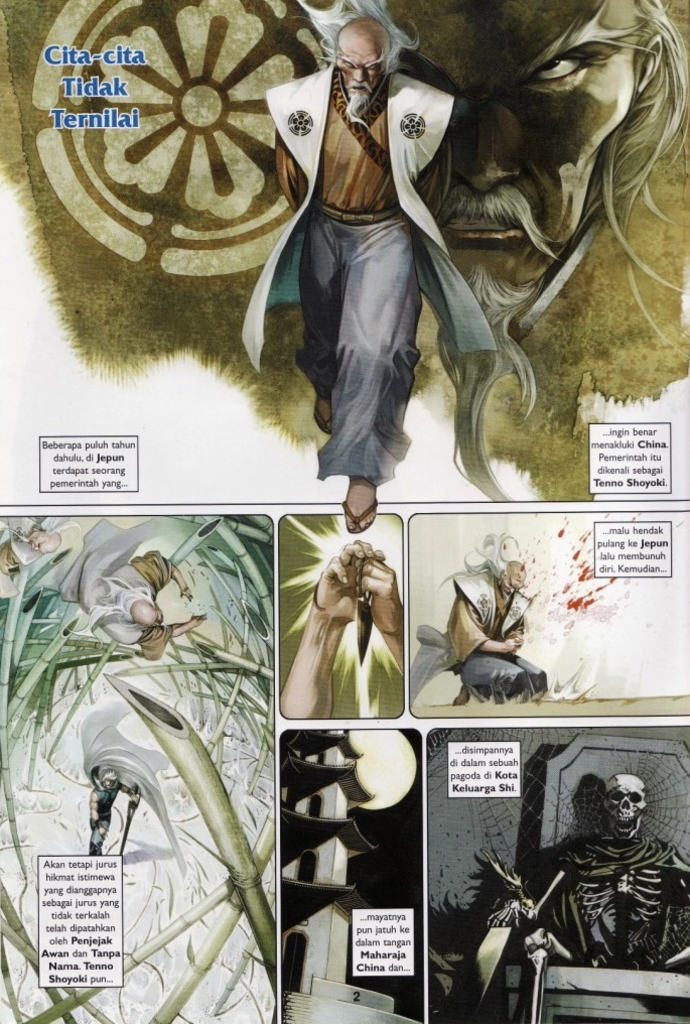 Cita-cita
Tidak
Ternilai
Beberapa puluh tahun
dahulu, di Jepun
terdapat seorang
pemerintah yang...
...ingin benar
menakluki China.
Pemerintah itu
dikenali sebagai
Tenno Shoyoki.
Akan tetapi jurus
hikmat istimewa
yang dianggapnya
sebagai jurus yang
tidak terkalah
telah dipatahkan
oleh Penjejak
Awan dan Tanpa
Nama. Tenno
Shoyoki pun...
...malu hendak
pulang ke Jepun
lalu membunuh
diri. Kemudian...
...mayatnya
pun jatuh ke
dalam tangan
Maharaja
China dan...
...disimpannya
di dalam sebuah
pagoda di Kota
Keluarga Shi.
2